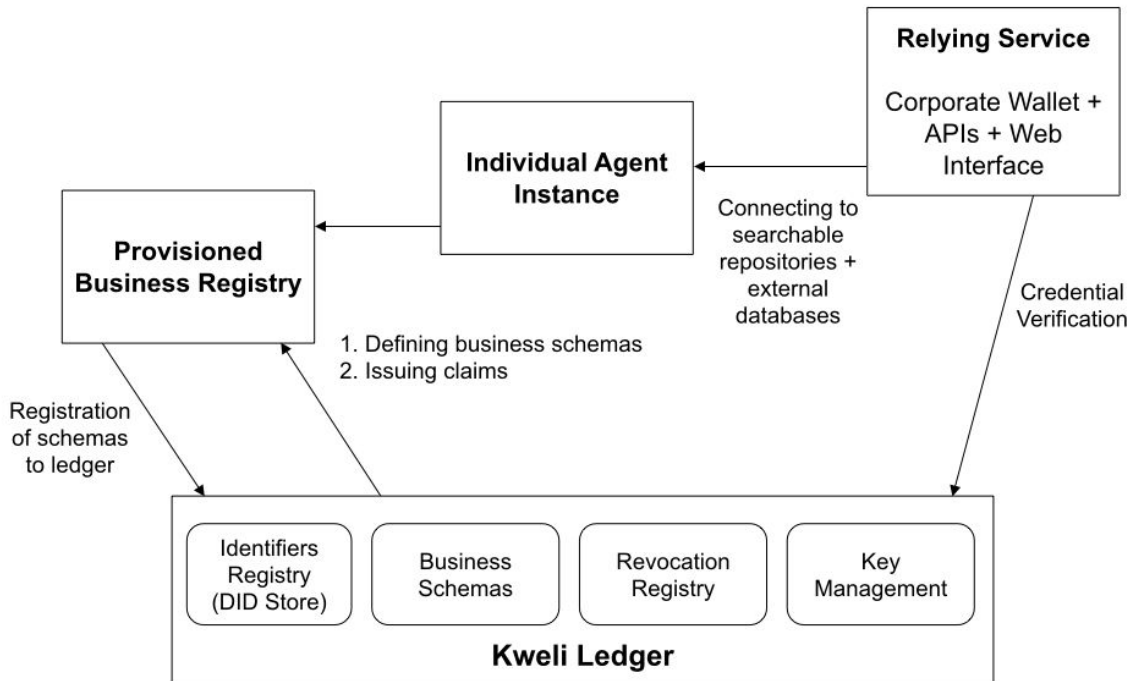 Relying Service
Corporate Wallet +
APIs + Web
Interface
Individual Agent
Instance
Connecting to
searchable
repositories +
external
databases
Provisioned
Business Registry
Credential
Verification
1. Defining business schemas
2. Issuing claims
Registration
of schemas
to ledger
Identifiers
Registry
(DID Store)
Business
Schemas
Revocation
Registry
Key
Management
Kweli Ledger